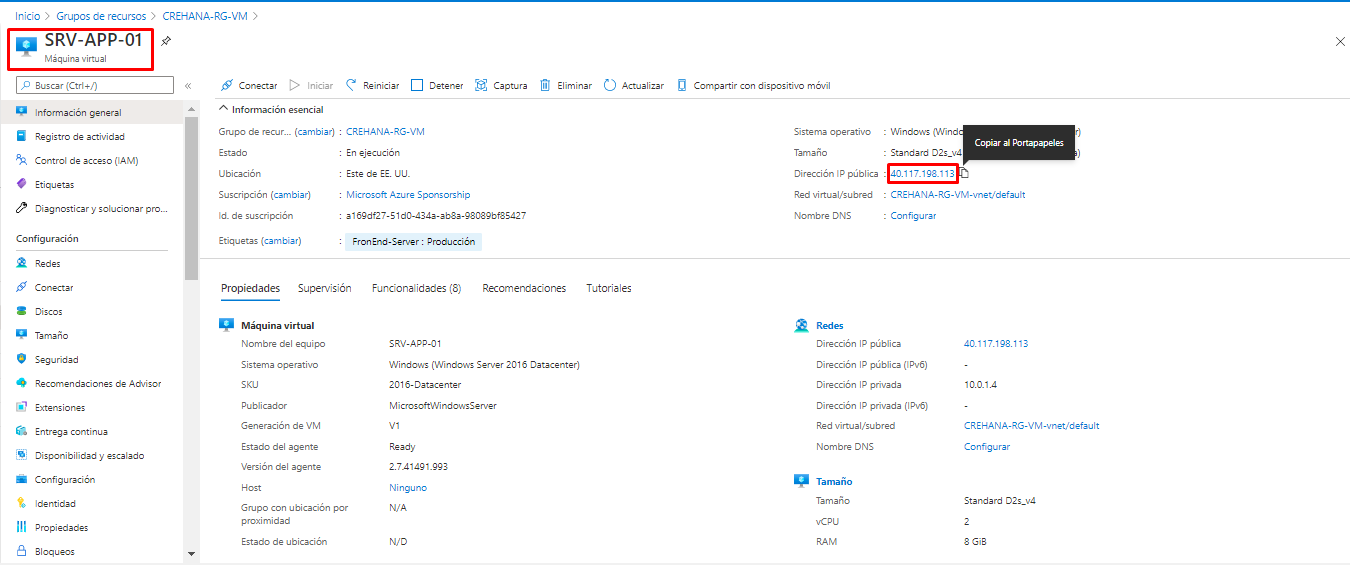 Inicio > Grupos de recursos > CREHANA-RG-VM >
SRV-APP-01
Máquina virtual
Buscar (Ctrl+/)
«
Conectar Iniciar Reiniciar Detener Captura Eliminar Actualizar Compartir con dispositivo móvil
Información general
Registro de actividad
Control de acceso (IAM)
Etiquetas
Diagnosticar y solucionar pro...
Configuración
Redes
Conectar
Discos
Tamaño
Seguridad
Recomendaciones de Advisor
Extensiones
Entrega continua
Disponibilidad y escalado
Configuración
Identidad
Propiedades
Bloqueos
Información esencial
Grupo de recur... (cambiar) : CREHANA-RG-VM
Estado : En ejecución
Ubicación : Este de EE. UU.
Suscripción (cambiar) : Microsoft Azure Sponsorship
Id. de suscripción : a169df27-51d0-434a-ab8a-98089bf85427
Etiquetas (cambiar) : FronEnd-Server : Producción
Sistema operativo : Windows
Tamaño : Standard D2s_v4
Copiar al Portapapeles
Dirección IP pública : 40.117.198.113
Red virtual/subred : CREHANA-RG-VM-vnet/default
Nombre DNS : Configurar
Propiedades Supervisión Funcionalidades (8) Recomendaciones Tutoriales
Máquina virtual
Nombre del equipo SRV-APP-01
Sistema operativo Windows (Windows Server 2016 Datacenter)
SKU 2016-Datacenter
Publicador MicrosoftWindowsServer
Generación de VM V1
Estado del agente Ready
Versión del agente 2.7.41491.993
Host Ninguno
Grupo con ubicación por N/A
proximidad
Estado de ubicación N/D
Redes
Dirección IP pública 40.117.198.113
Dirección IP pública (IPv6) -
Dirección IP privada 10.0.1.4
Dirección IP privada (IPv6) -
Red virtual/subred CREHANA-RG-VM-vnet/default
Nombre DNS Configurar
Tamaño
Tamaño Standard D2s_v4
vCPU 2
RAM 8 GiB